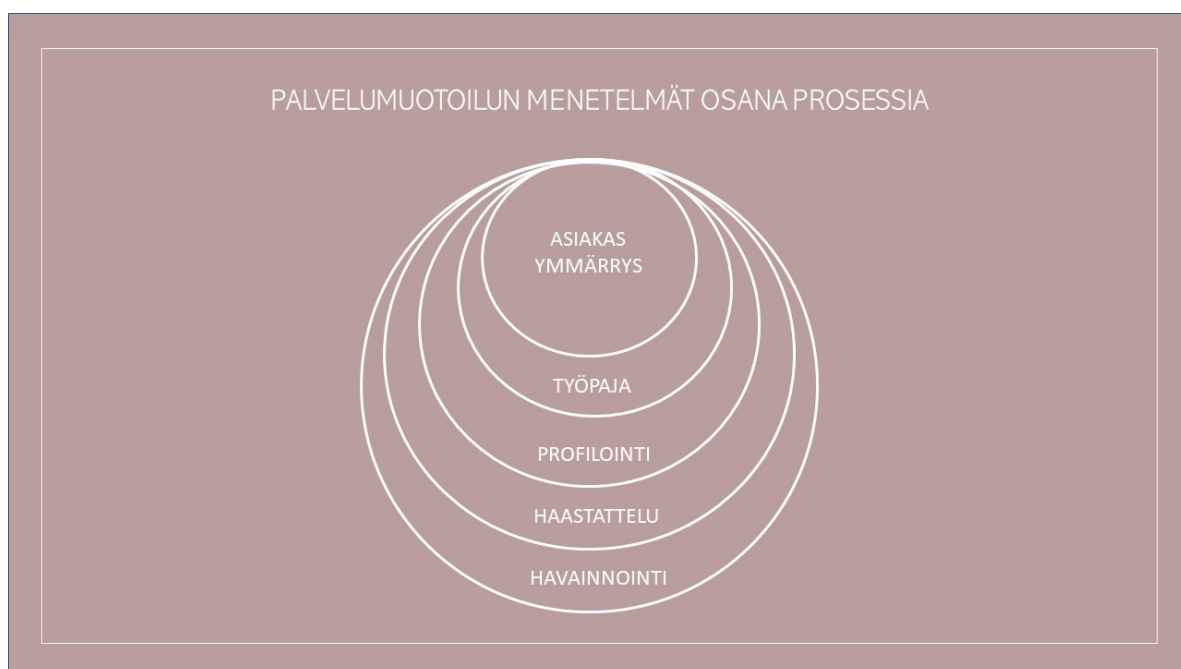 PALVELUMUOTOILUN MENETELMÄT OSANA PROSESSIA
ASIAKAS
YMMÄRRYS
TYÖPAJA
PROFILOINTI
HAASTATTELU
HAVAINNOINTI